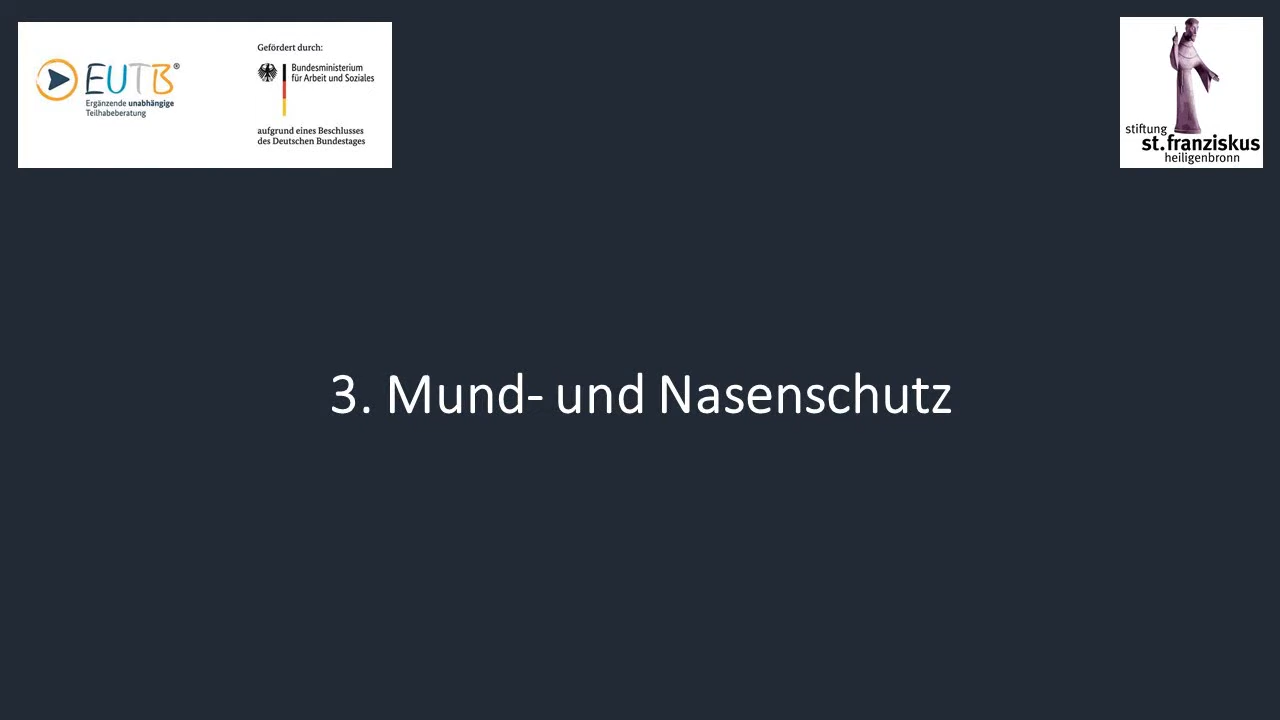 EUTB®
Ergänzende unabhängige
Teilhabeberatung
Gefördert durch:
Bundesministerium
für Arbeit und Soziales
aufgrund eines Beschlusses
des Deutschen Bundestages
stiftung
st.franziskus
heiligenbronn
3. Mund- und Nasenschutz